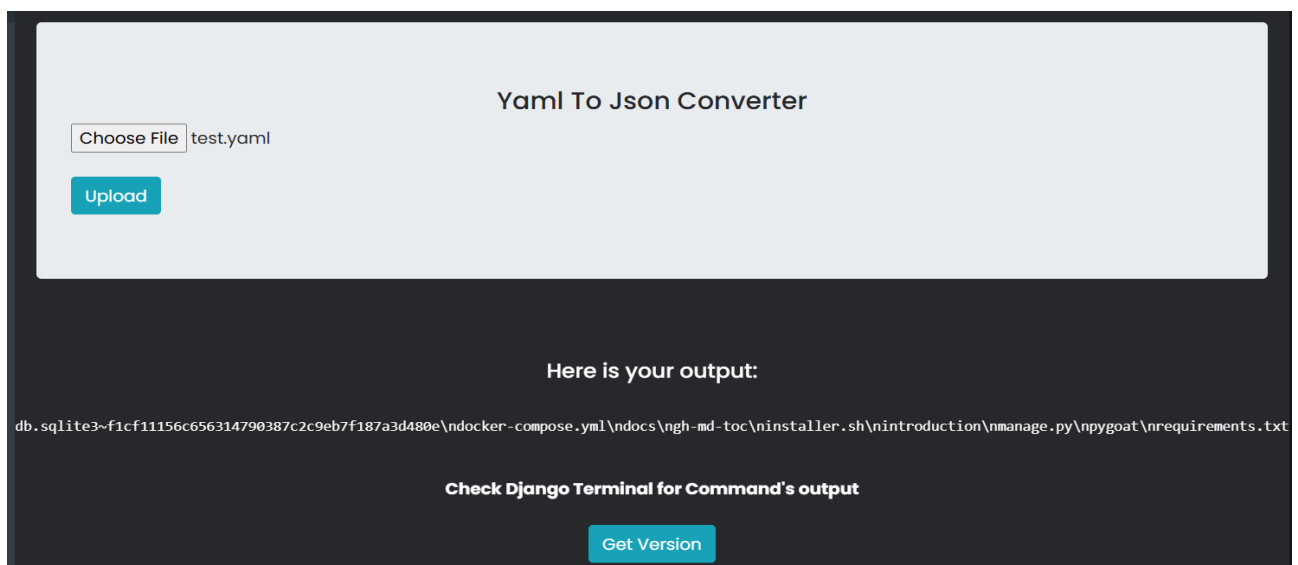 Yaml To Json Converter
Choose File test.yaml
Upload
Here is your output:
db.sqlite3~f1cf11156c656314790387c2c9eb7f187a3d480e\ndocker-compose.yml\ndocs\ngh-md-toc\ninstaller.sh\nintroduction\nmanage.py\npygoat\nrequirements.txt
Check Django Terminal for Command's output
Get Version